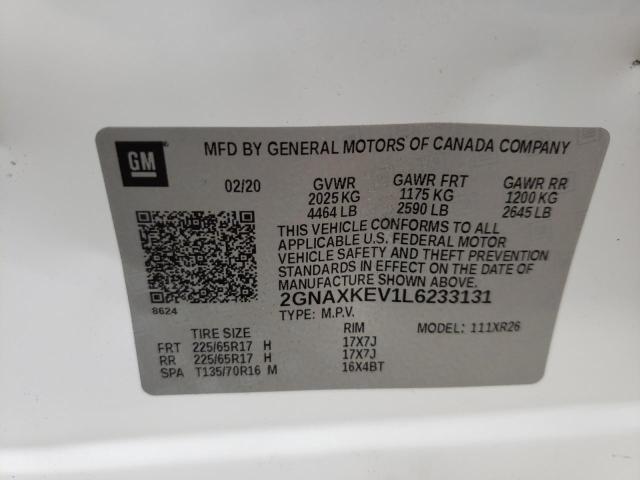 GM
MFD BY GENERAL MOTORS OF CANADA COMPANY
02/20 GVWR GAWR FRT GAWR RR
2025 KG 1175 KG 1200 KG
4464 LB 2590 LB 2645 LB
THIS VEHICLE CONFORMS TO ALL
APPLICABLE U.S. FEDERAL MOTOR
VEHICLE SAFETY AND THEFT PREVENTION
STANDARDS IN EFFECT ON THE DATE OF
MANUFACTURE SHOWN ABOVE.
2GNAXKEV1L6233131
8624
TYPE: M.P.V. MODEL: 111XR26
TIRE SIZE RIM
FRT 225/65R17 H 17X7J
RR 225/65R17 H 17X7J
SPA T135/70R16 M 16X4BT